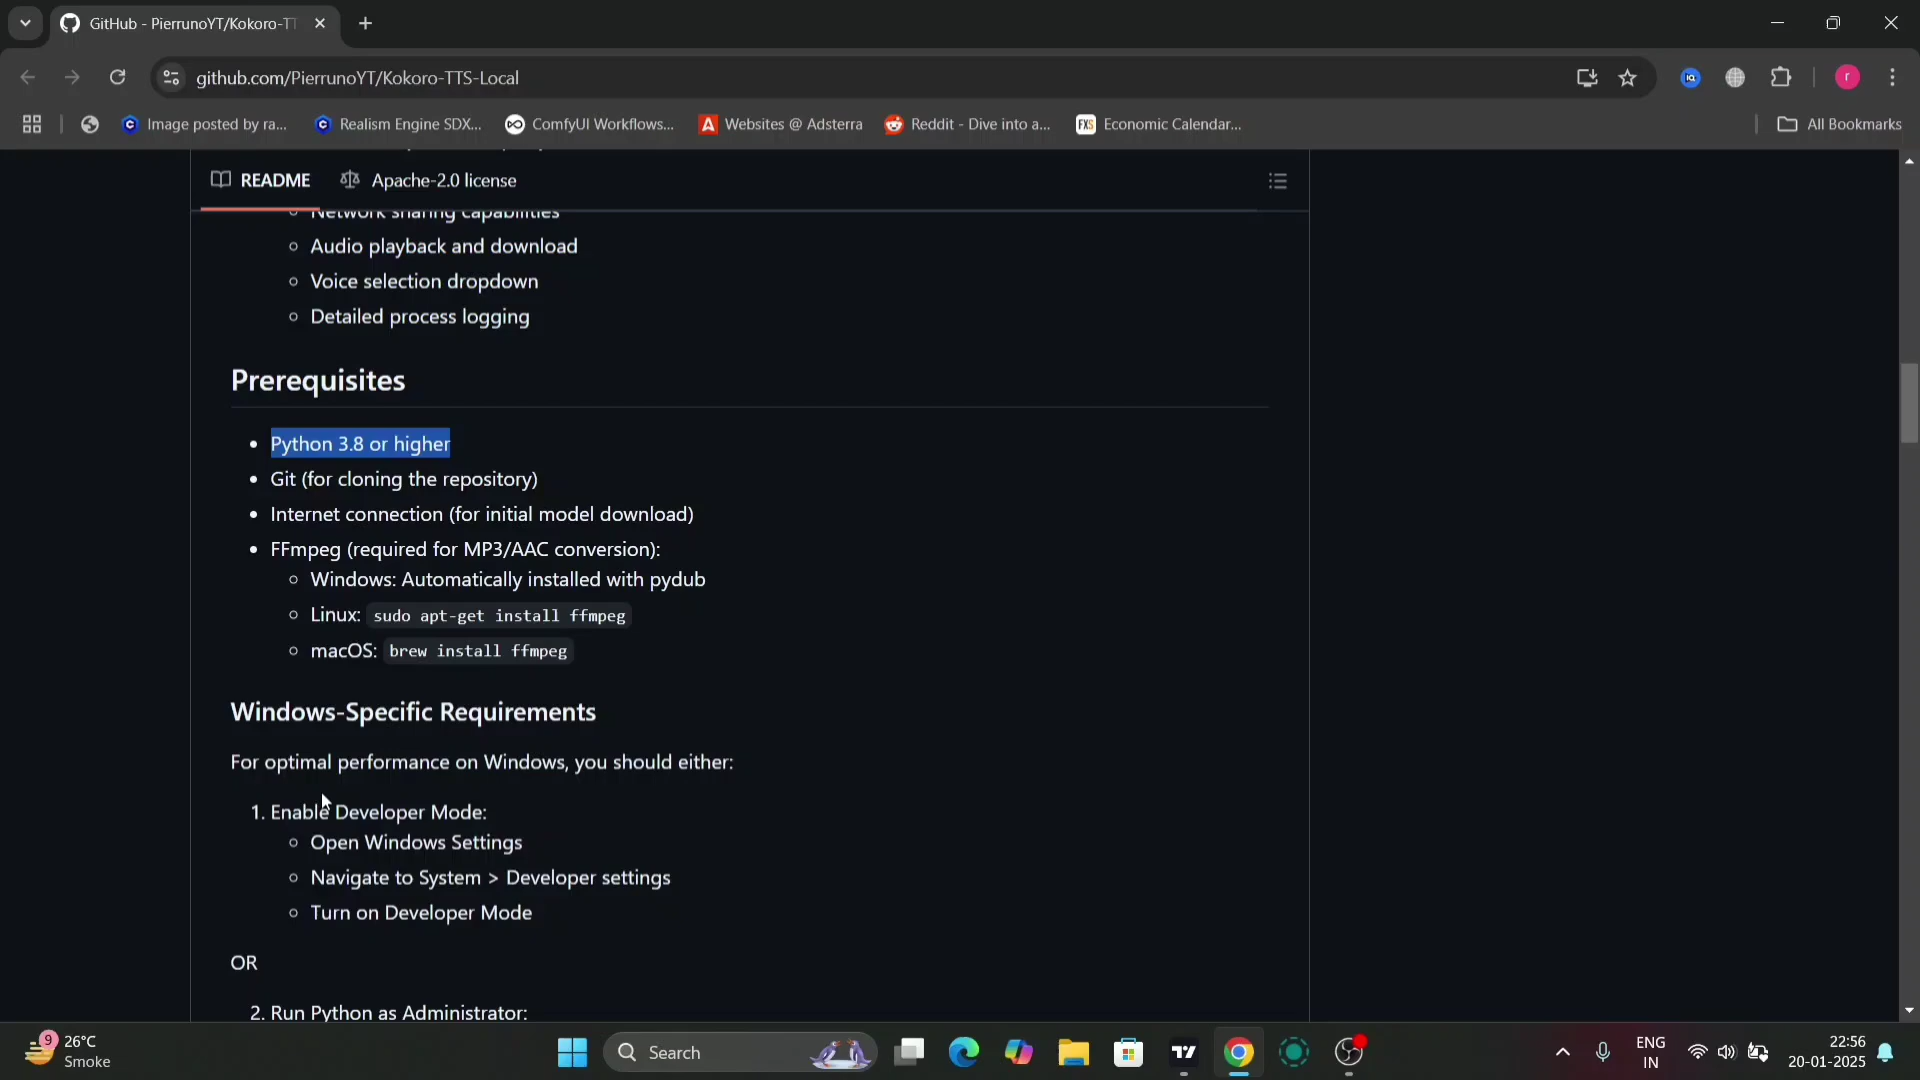 GitHub - PierrunoYT/Kokoro-TT
github.com/PierrunoYT/Kokoro-TTS-Local
r
Image posted by ra...
Realism Engine SDX...
ComfyUI Workflows...
Websites @ Adsterra
Reddit - Dive into a...
FXS
Economic Calendar...
All Bookmarks
README
Apache-2.0 license
Network sharing capabilities
Audio playback and download
Voice selection dropdown
Detailed process logging
Prerequisites
Python 3.8 or higher
Git (for cloning the repository)
Internet connection (for initial model download)
FFmpeg (required for MP3/AAC conversion):
Windows: Automatically installed with pydub
Linux: sudo apt-get install ffmpeg
macOS: brew install ffmpeg
Windows-Specific Requirements
For optimal performance on Windows, you should either:
1. Enable Developer Mode:
Open Windows Settings
Navigate to System > Developer settings
Turn on Developer Mode
OR
2. Run Python as Administrator:
9
26°C
Smoke
Search
ENG
IN
22:56
20-01-2025